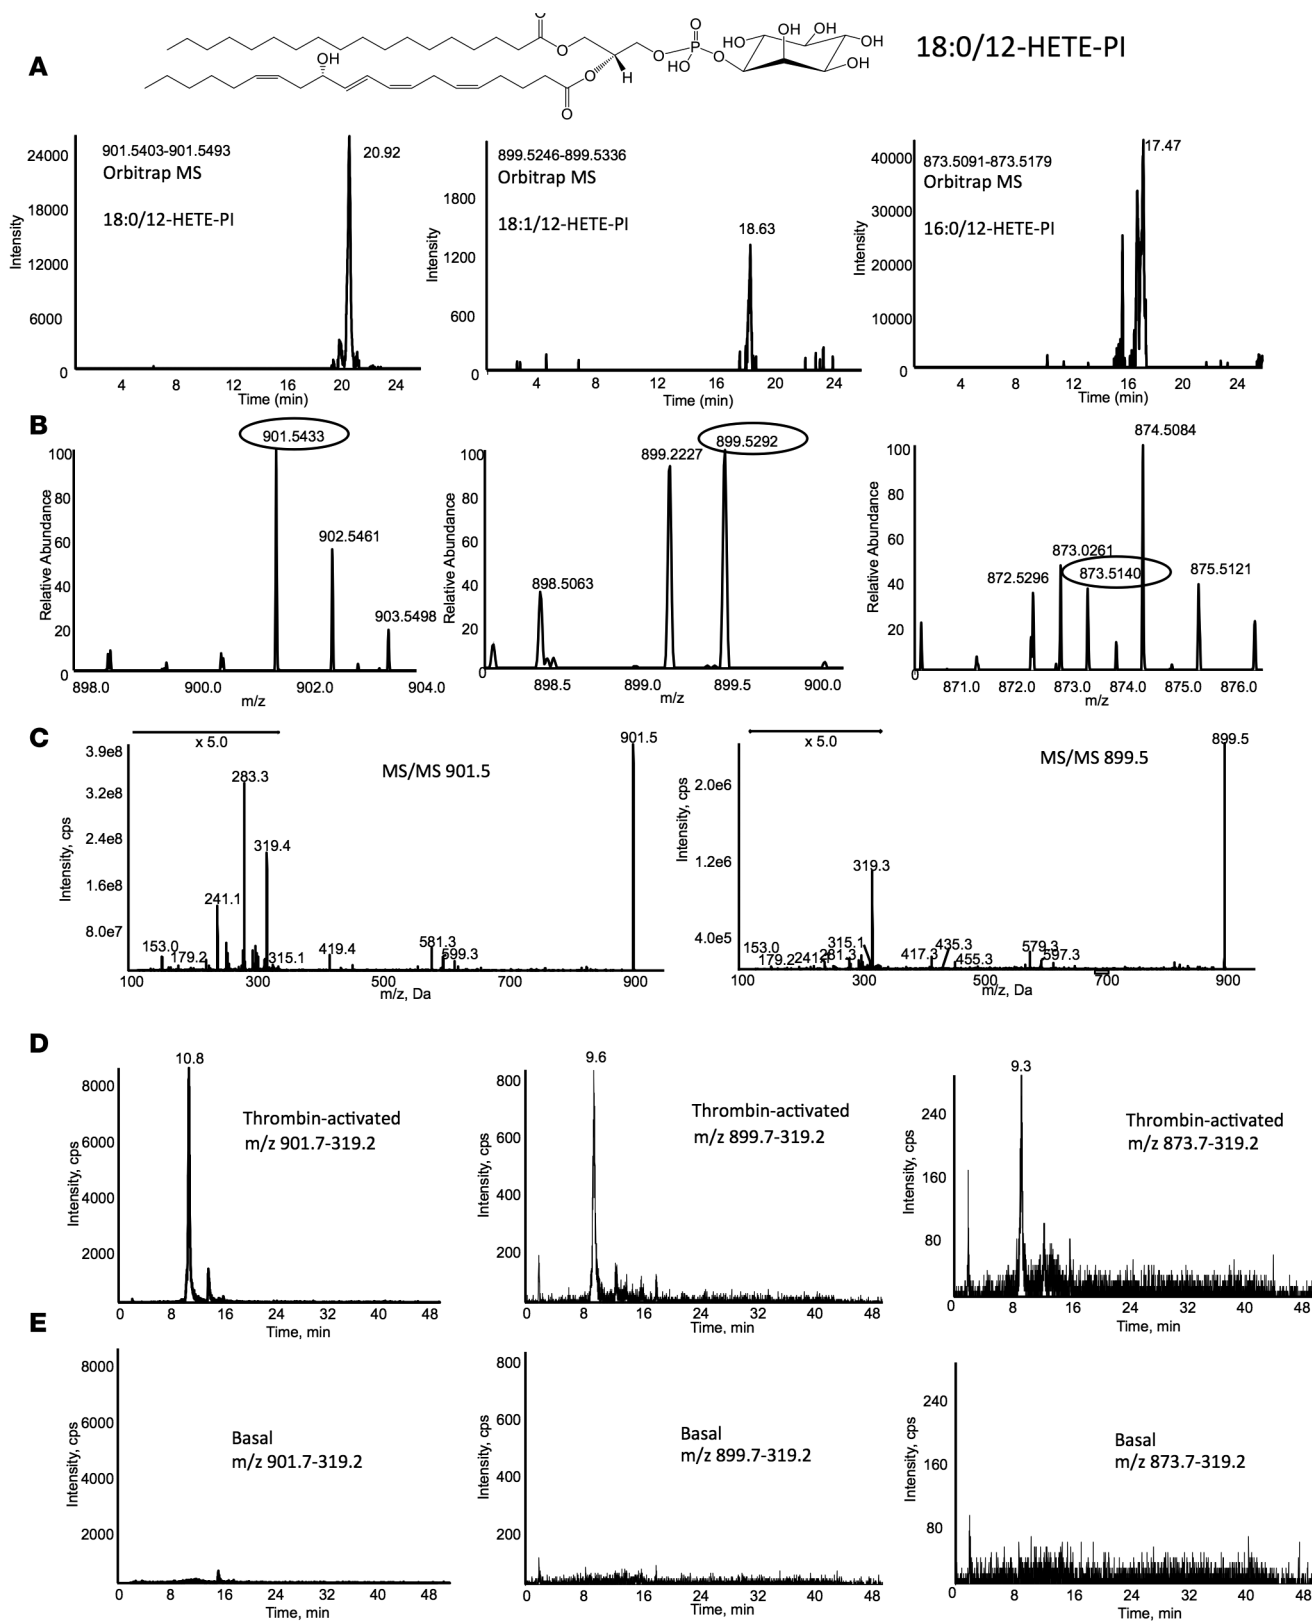 A
O
O
O
O
OH
H
O
P
O
HO
O
HO
OH
OH
OH
OH
18:0/12-HETE-PI
901.5403-901.5493
Orbitrap MS
18:0/12-HETE-PI
20.92
24000
18000
12000
6000
0
Intensity
4 8 12 16 20 24
Time (min)
899.5246-899.5336
Orbitrap MS
18:1/12-HETE-PI
18.63
1800
1200
600
0
Intensity
4 8 12 16 20 24
Time (min)
873.5091-873.5179
Orbitrap MS
16:0/12-HETE-PI
17.47
40000
30000
20000
10000
0
Intensity
4 8 12 16 20 24
Time (min)
B
901.5433
902.5461
903.5498
100
80
60
40
20
0
Relative Abundance
898.0 900.0 902.0 904.0
m/z
899.5292
899.2227
898.5063
100
80
60
40
20
0
Relative Abundance
898.5 899.0 899.5 900.0
m/z
874.5084
873.0261
873.5140
872.5296
875.5121
100
80
60
40
20
0
Relative Abundance
871.0 872.0 873.0 874.0 875.0 876.0
m/z
C
x 5.0
MS/MS 901.5
901.5
283.3
319.4
241.1
153.0
179.2
315.1
419.4
581.3
599.3
3.9e8
3.2e8
2.4e8
1.6e8
8.0e7
Intensity, cps
100 300 500 700 900
m/z, Da
x 5.0
MS/MS 899.5
899.5
319.3
315.1
153.0
179.2
241.1
281.3
417.3
435.3
455.3
579.3
597.3
2.0e6
1.2e6
4.0e5
Intensity, cps
100 300 500 700 900
m/z, Da
D
10.8
Thrombin-activated
m/z 901.7-319.2
8000
6000
4000
2000
Intensity, cps
0 8 16 24 32 40 48
Time, min
9.6
Thrombin-activated
m/z 899.7-319.2
800
600
400
200
Intensity, cps
0 8 16 24 32 40 48
Time, min
9.3
Thrombin-activated
m/z 873.7-319.2
240
160
80
Intensity, cps
0 8 16 24 32 40 48
Time, min
E
Basal
m/z 901.7-319.2
8000
6000
4000
2000
Intensity, cps
0 8 16 24 32 40 48
Time, min
Basal
m/z 899.7-319.2
800
600
400
200
Intensity, cps
0 8 16 24 32 40 48
Time, min
Basal
m/z 873.7-319.2
240
160
80
Intensity, cps
0 8 16 24 32 40 48
Time, min